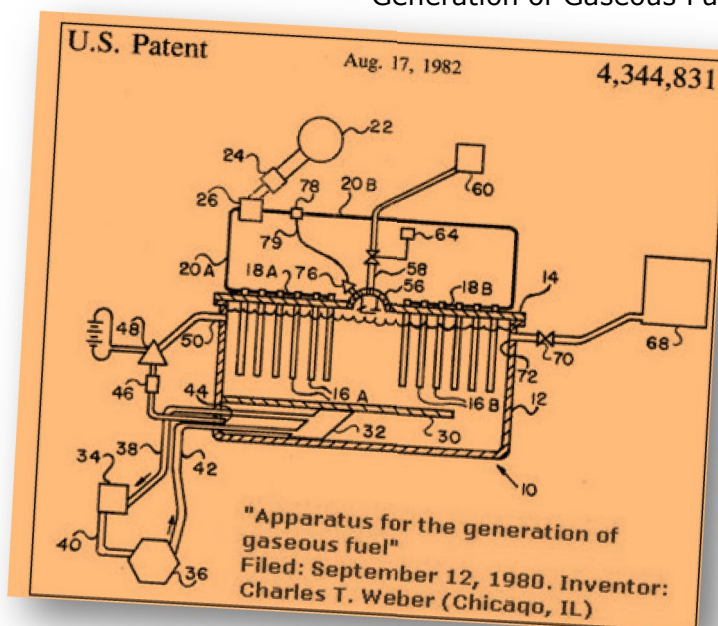 Generation of Gaseous Fu
U.S. Patent Aug. 17, 1982 4,344,831
22
24
78
60
26
20B
64
79
20A
58
18A
76
56
18B
14
48
50
70
68
72
46
44
16A
16B
12
30
32
38
34
42
10
40
36
"Apparatus for the generation of
gaseous fuel"
Filed: September 12, 1980. Inventor:
Charles T. Weber (Chicago, IL)